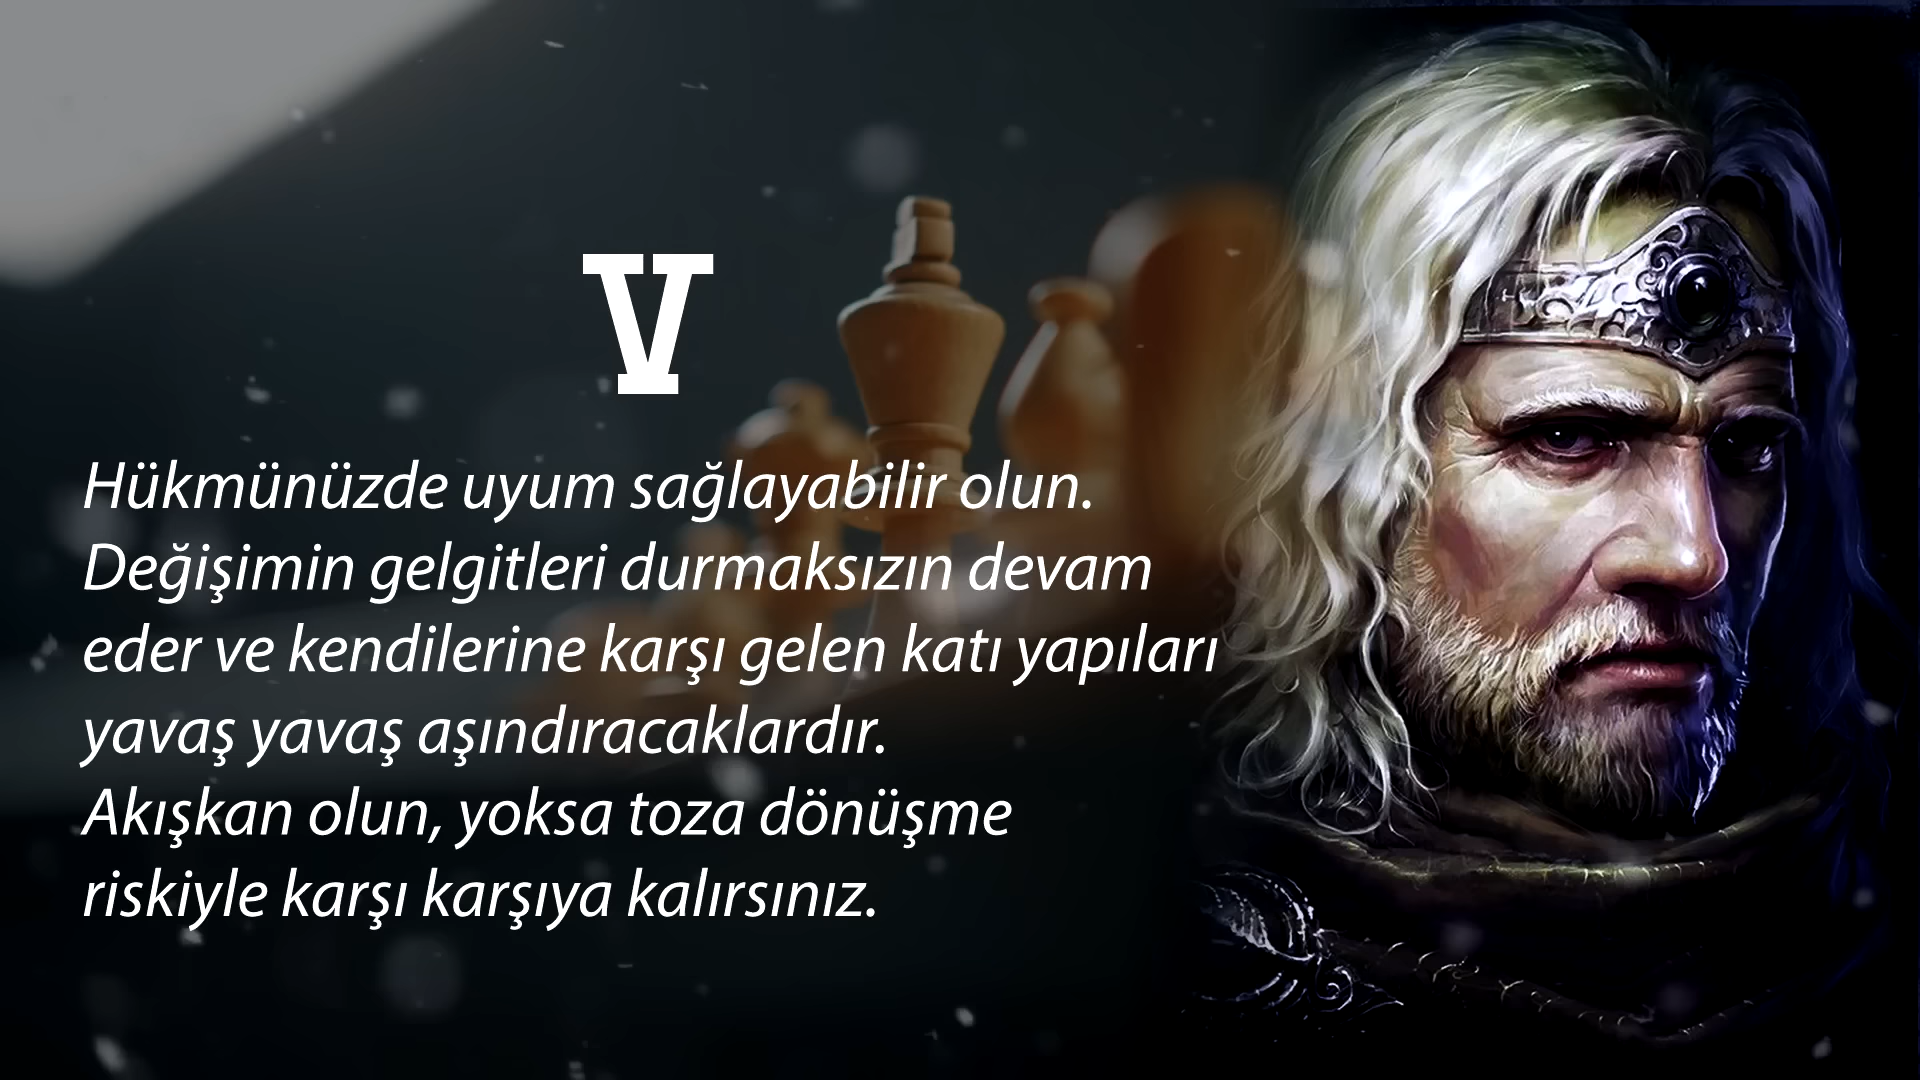 V
Hükmünüzde uyum sağlayabilir olun.
Değişimin gelgitleri durmaksızın devam
eder ve kendilerine karşı gelen katı yapıları
yavaş yavaş aşındıracaklardır.
Akışkan olun, yoksa toza dönüşme
riskiyle karşı karşıya kalırsınız.